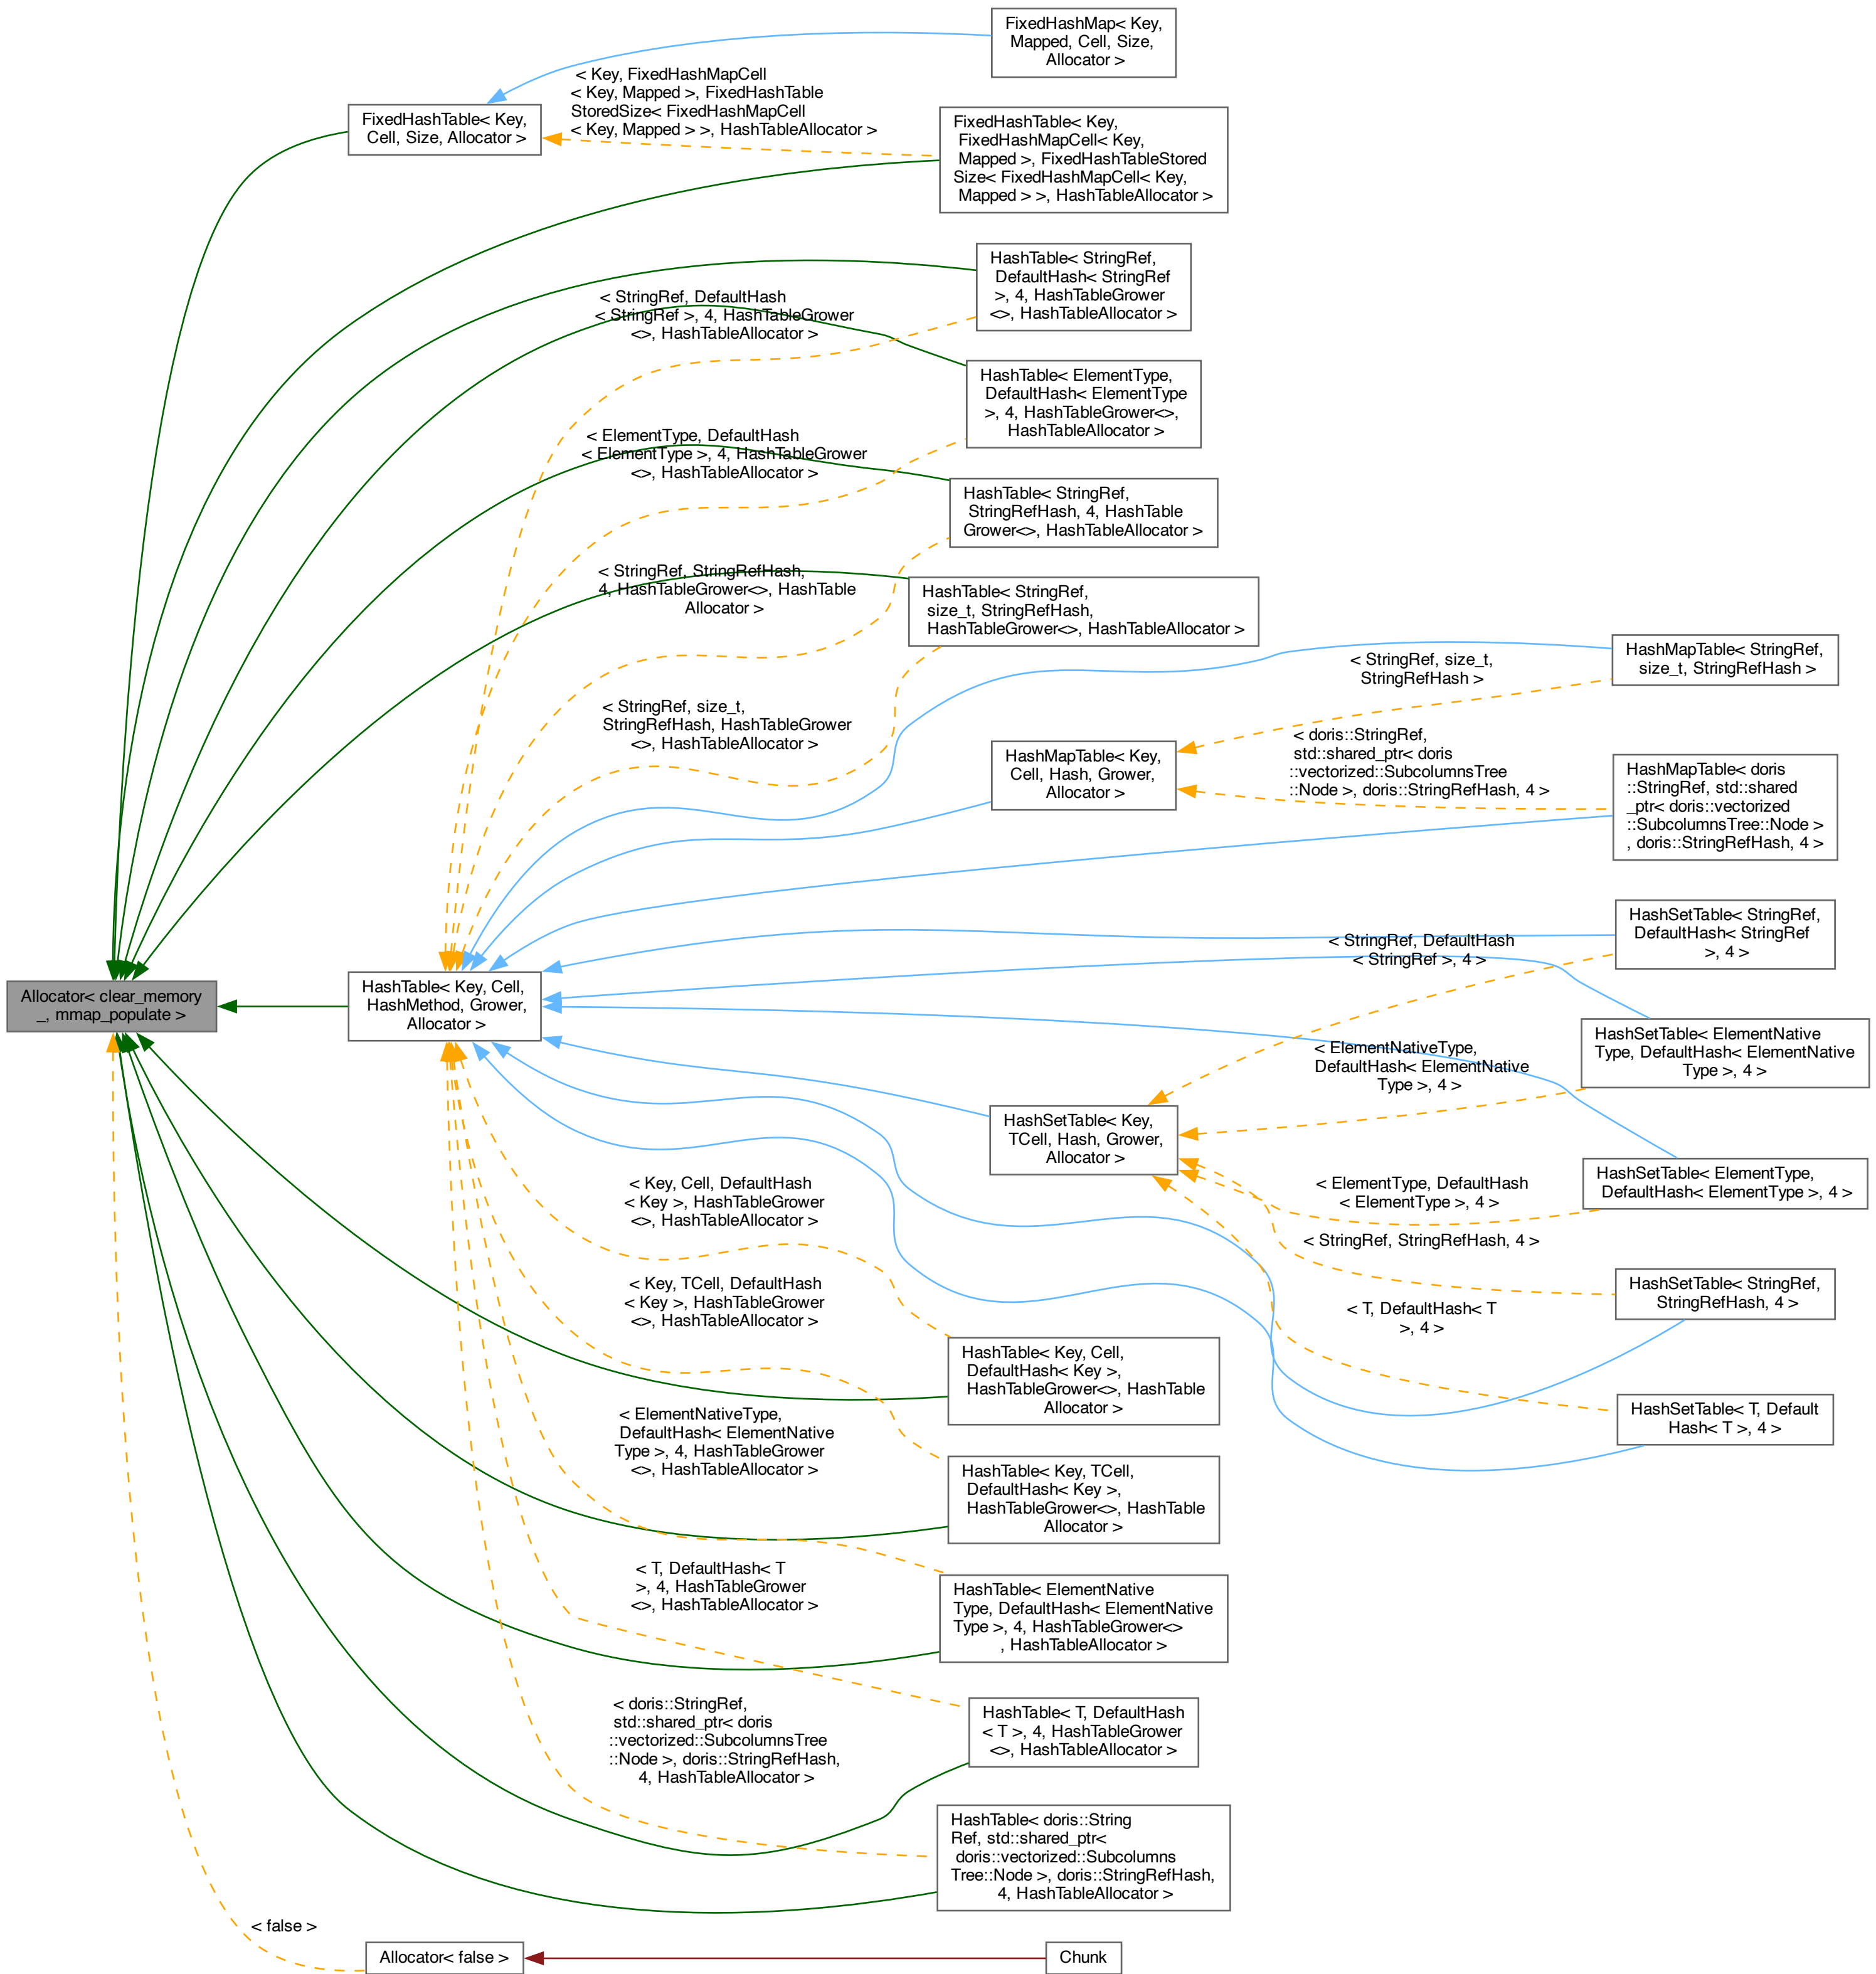 FixedHashMap< Key,
Mapped, Cell, Size,
Allocator >
< Key, FixedHashMapCell
< Key, Mapped >, FixedHashTable
StoredSize< FixedHashMapCell
< Key, Mapped > >, HashTableAllocator >
FixedHashTable< Key,
Cell, Size, Allocator >
FixedHashTable< Key,
FixedHashMapCell< Key,
Mapped >, FixedHashTableStored
Size< FixedHashMapCell< Key,
Mapped > >, HashTableAllocator >
HashTable< StringRef,
DefaultHash< StringRef
>, 4, HashTableGrower
<>, HashTableAllocator >
< StringRef, DefaultHash
< StringRef >, 4, HashTableGrower
<>, HashTableAllocator >
HashTable< ElementType,
DefaultHash< ElementType
>, 4, HashTableGrower<>,
HashTableAllocator >
< ElementType, DefaultHash
< ElementType >, 4, HashTableGrower
<>, HashTableAllocator >
HashTable< StringRef,
StringRefHash, 4, HashTable
Grower<>, HashTableAllocator >
< StringRef, StringRefHash,
4, HashTableGrower<>, HashTable
Allocator >
HashTable< StringRef,
size_t, StringRefHash,
HashTableGrower<>, HashTableAllocator >
< StringRef, size_t,
StringRefHash, HashTableGrower
<>, HashTableAllocator >
< StringRef, size_t,
StringRefHash >
HashMapTable< StringRef,
size_t, StringRefHash >
HashMapTable< Key,
Cell, Hash, Grower,
Allocator >
< doris::StringRef,
std::shared_ptr< doris
::vectorized::SubcolumnsTree
::Node >, doris::StringRefHash, 4 >
HashMapTable< doris
::StringRef, std::shared
_ptr< doris::vectorized
::SubcolumnsTree::Node >
, doris::StringRefHash, 4 >
HashSetTable< StringRef,
DefaultHash< StringRef
>, 4 >
< StringRef, DefaultHash
< StringRef >, 4 >
Allocator< clear_memory
_, mmap_populate >
HashTable< Key, Cell,
HashMethod, Grower,
Allocator >
HashSetTable< ElementNative
Type, DefaultHash< ElementNative
Type >, 4 >
< ElementNativeType,
DefaultHash< ElementNative
Type >, 4 >
HashSetTable< Key,
TCell, Hash, Grower,
Allocator >
< ElementType, DefaultHash
< ElementType >, 4 >
HashSetTable< ElementType,
DefaultHash< ElementType >, 4 >
< StringRef, StringRefHash, 4 >
HashSetTable< StringRef,
StringRefHash, 4 >
< T, DefaultHash< T
>, 4 >
HashSetTable< T, Default
Hash< T >, 4 >
< Key, Cell, DefaultHash
< Key >, HashTableGrower
<>, HashTableAllocator >
< Key, TCell, DefaultHash
< Key >, HashTableGrower
<>, HashTableAllocator >
HashTable< Key, Cell,
DefaultHash< Key >,
HashTableGrower<>, HashTable
Allocator >
< ElementNativeType,
DefaultHash< ElementNative
Type >, 4, HashTableGrower
<>, HashTableAllocator >
HashTable< Key, TCell,
DefaultHash< Key >,
HashTableGrower<>, HashTable
Allocator >
< T, DefaultHash< T
>, 4, HashTableGrower
<>, HashTableAllocator >
HashTable< ElementNative
Type, DefaultHash< ElementNative
Type >, 4, HashTableGrower<>
, HashTableAllocator >
< doris::StringRef,
std::shared_ptr< doris
::vectorized::SubcolumnsTree
::Node >, doris::StringRefHash,
4, HashTableAllocator >
HashTable< T, DefaultHash
< T >, 4, HashTableGrower
<>, HashTableAllocator >
HashTable< doris::String
Ref, std::shared_ptr<
doris::vectorized::Subcolumns
Tree::Node >, doris::StringRefHash,
4, HashTableAllocator >
< false >
Allocator< false >
Chunk